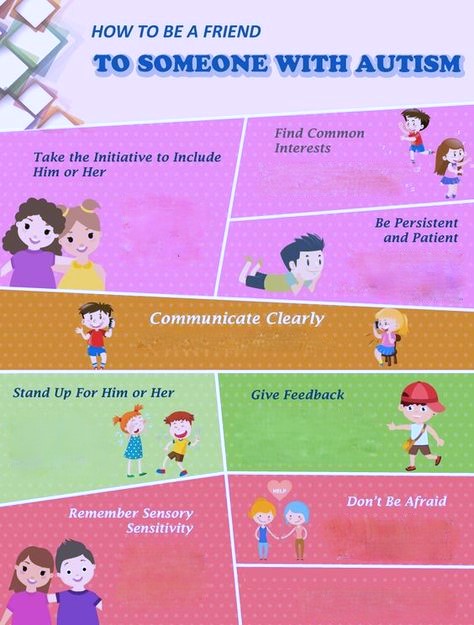 HOW TO BE A FRIEND
TO SOMEONE WITH AUTISM
Take the Initiative to Include
Him or Her
Find Common
Interests
Be Persistent
and Patient
Communicate Clearly
Stand Up For Him or Her
Give Feedback
Remember Sensory
Sensitivity
HELP
Don't Be Afraid